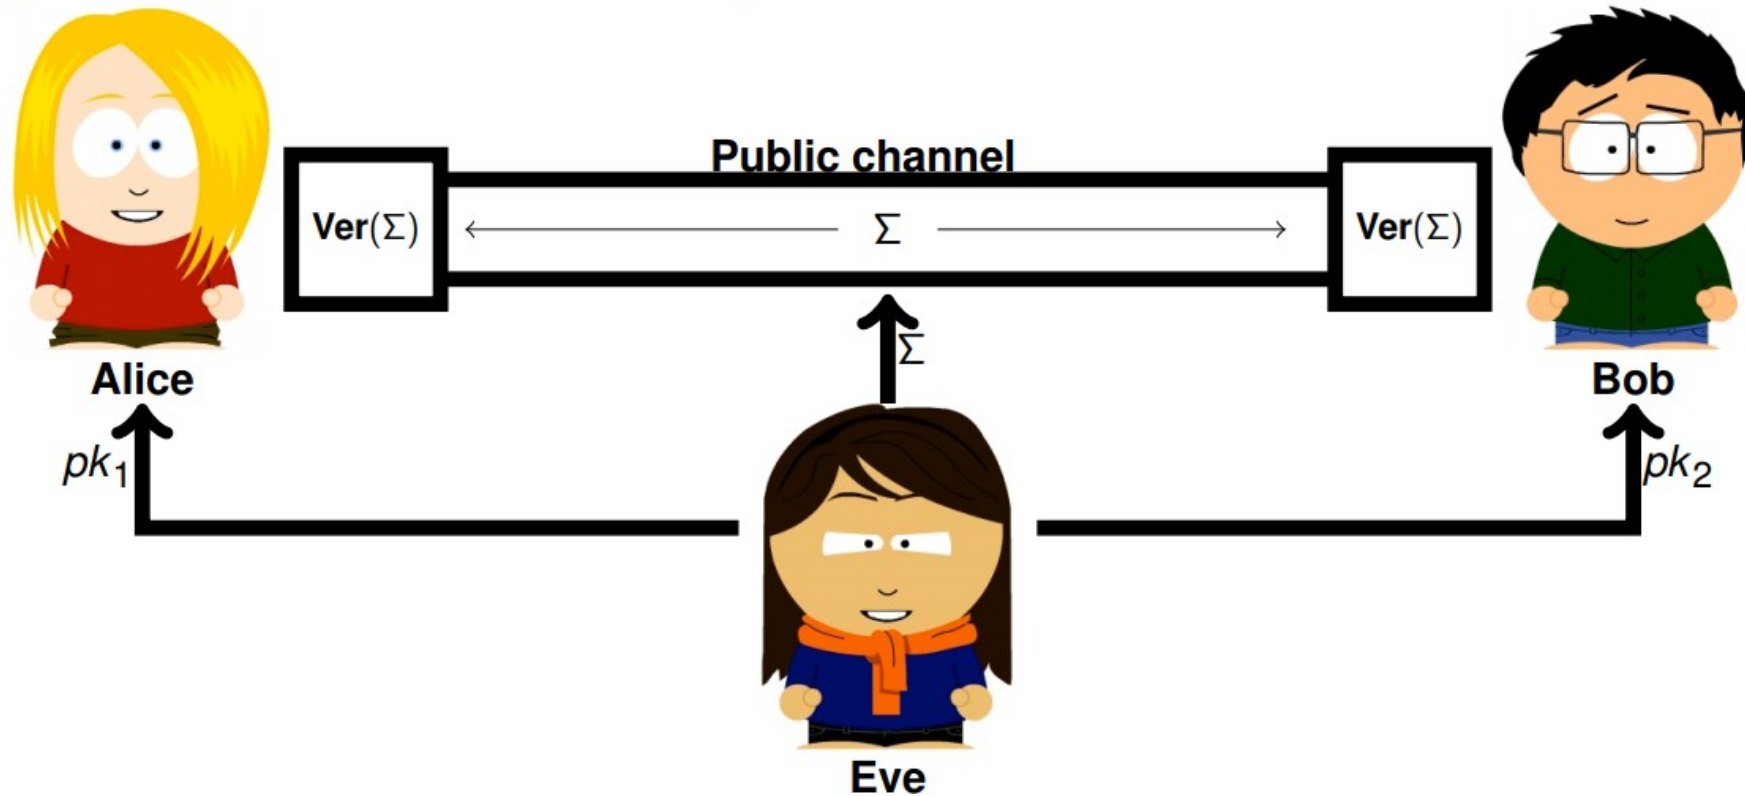 Public channel
Ver(Σ)
Σ
Ver(Σ)
Σ
Alice
Bob
pk₁
pk₂
Eve